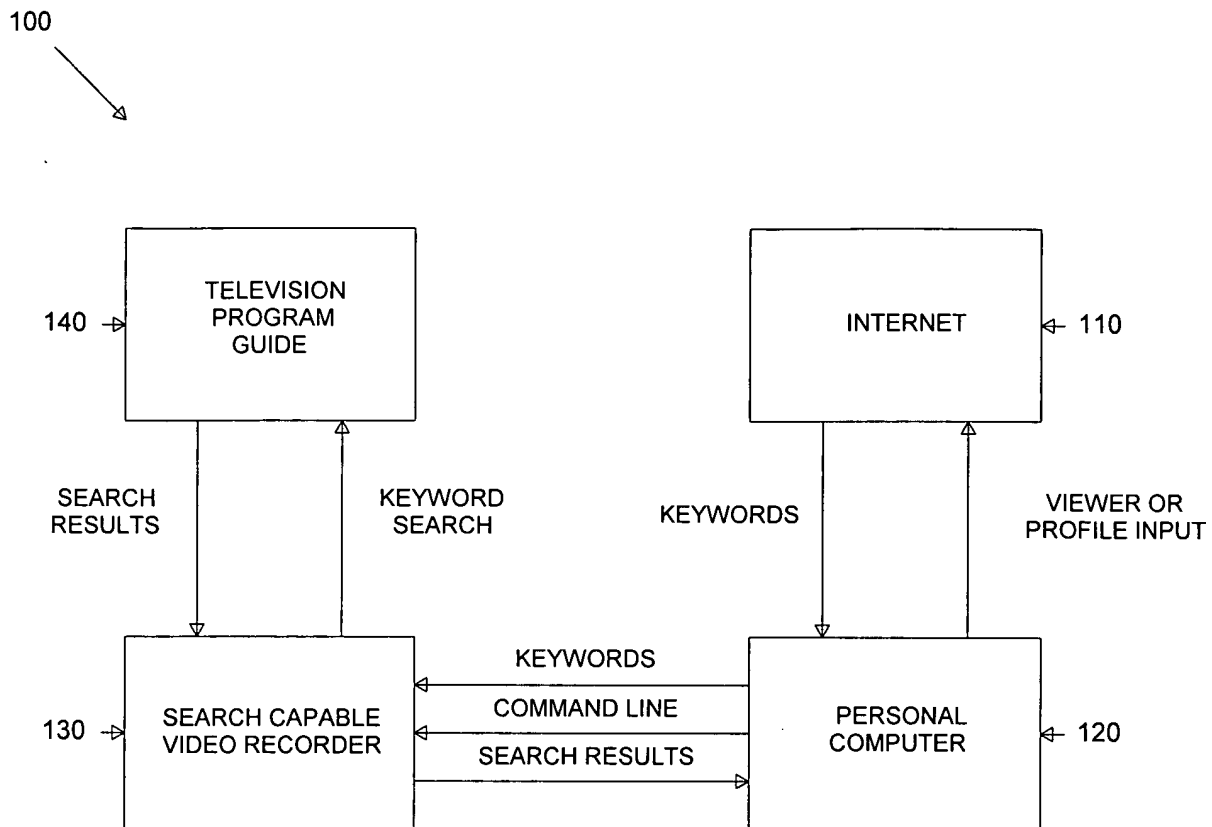 100
TELEVISION
PROGRAM
GUIDE
140
INTERNET
110
SEARCH
RESULTS
KEYWORD
SEARCH
KEYWORDS
VIEWER OR
PROFILE INPUT
KEYWORDS
COMMAND LINE
SEARCH RESULTS
130
SEARCH CAPABLE
VIDEO RECORDER
PERSONAL
COMPUTER
120